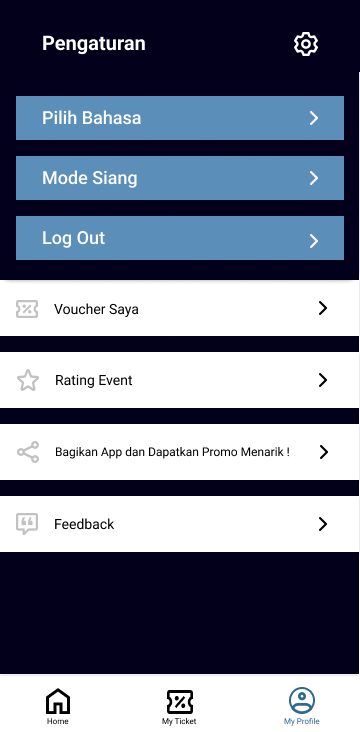 Pengaturan
Pilih Bahasa
Mode Siang
Log Out
Voucher Saya
Rating Event
Bagikan App dan Dapatkan Promo Menarik !
Feedback
Home
My Ticket
My Profile